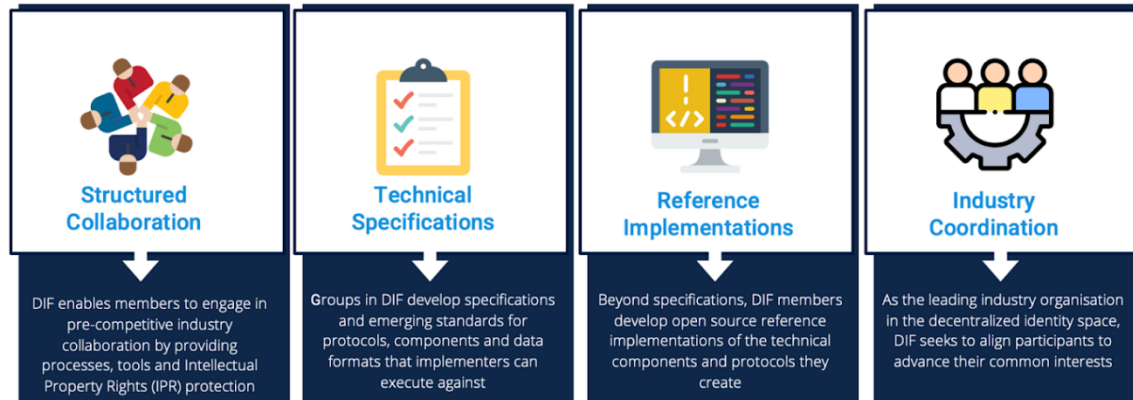 Structured
Collaboration
DIF enables members to engage in
pre-competitive industry
collaboration by providing
processes, tools and Intellectual
Property Rights (IPR) protection
Technical
Specifications
Groups in DIF develop specifications
and emerging standards for
protocols, components and data
formats that implementers can
execute against
! </>
Reference
Implementations
Beyond specifications, DIF members
develop open source reference
implementations of the technical
components and protocols they
create
Industry
Coordination
As the leading industry organisation
in the decentralized identity space,
DIF seeks to align participants to
advance their common interests